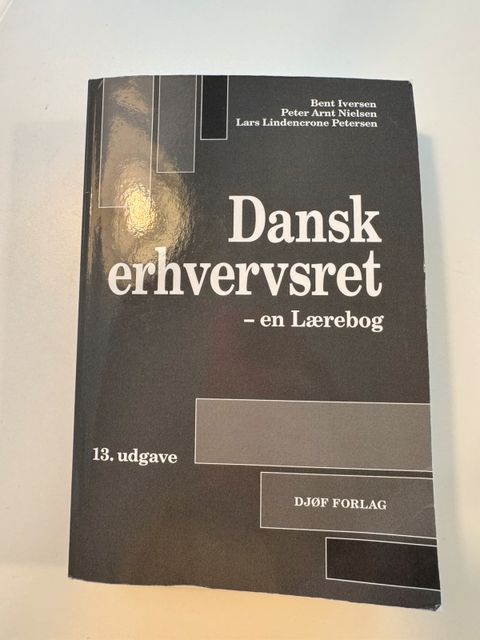 Bent Iversen
Peter Arnt Nielsen
Lars Lindencrone Petersen
Dansk
erhvervsret
– en Lærebog
13. udgave
DJØF FORLAG